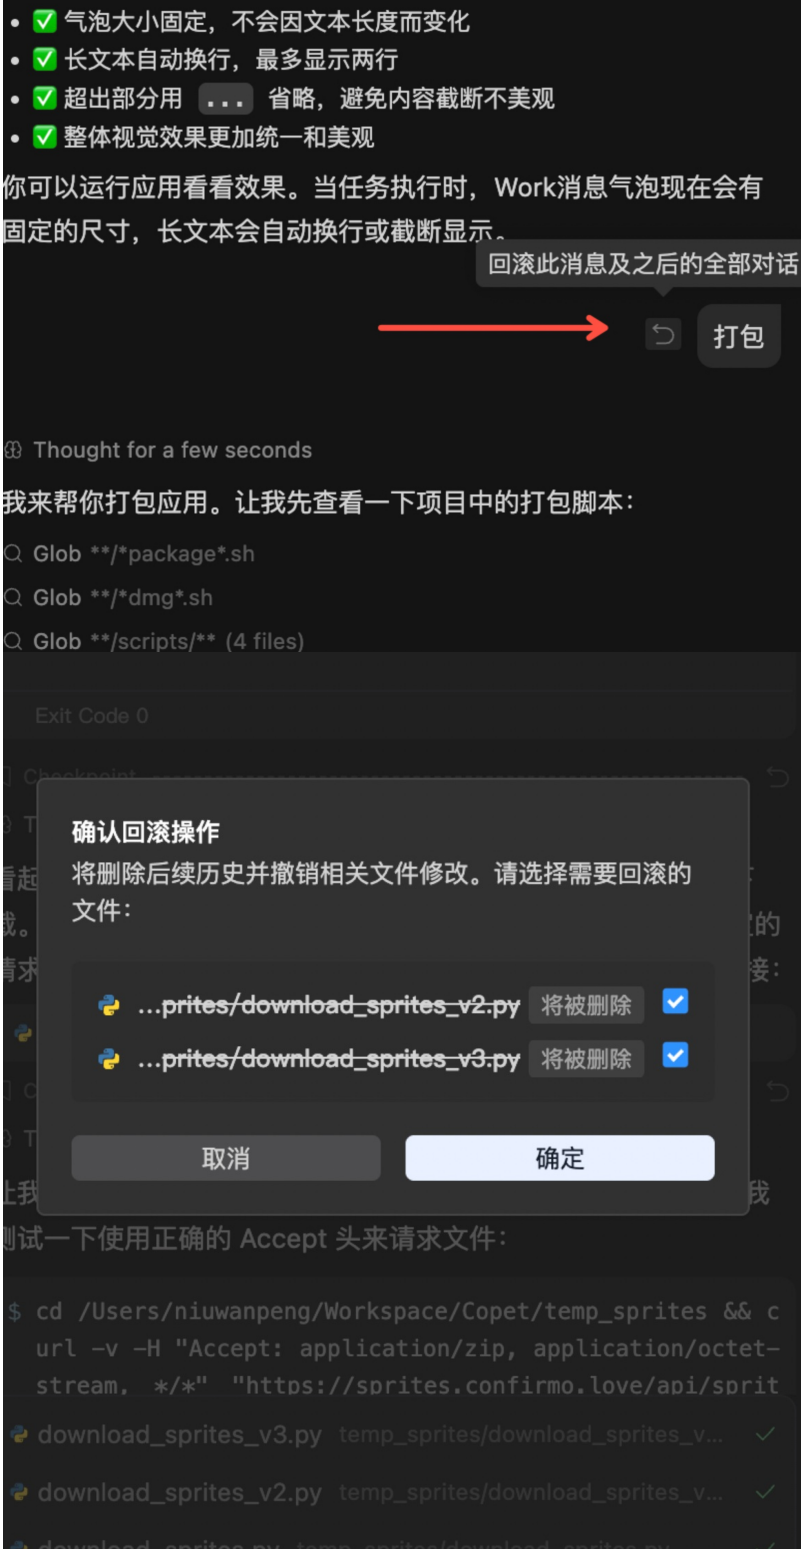 • ✅ 气泡大小固定，不会因文本长度而变化
• ✅ 长文本自动换行，最多显示两行
• ✅ 超出部分用 ... 省略，避免内容截断不美观
• ✅ 整体视觉效果更加统一和美观
你可以运行应用看看效果。当任务执行时，Work消息气泡现在会有
固定的尺寸，长文本会自动换行或截断显示。
回滚此消息及之后的全部对话
打包
Thought for a few seconds
我来帮你打包应用。让我先查看一下项目中的打包脚本：
Glob **/*package*.sh
Glob **/*dmg*.sh
Glob **/scripts/** (4 files)
Exit Code 0
Checkpoint
确认回滚操作
将删除后续历史并撤销相关文件修改。请选择需要回滚的
文件：
...prites/download_sprites_v2.py 将被删除
...prites/download_sprites_v3.py 将被删除
取消 确定
测试一下使用正确的 Accept 头来请求文件：
$ cd /Users/niuwanpeng/Workspace/Copet/temp_sprites && c
url -v -H "Accept: application/zip, application/octet-
stream, */*" "https://sprites.confirmo.love/api/sprit
download_sprites_v3.py temp_sprites/download_sprites_v...
download_sprites_v2.py temp_sprites/download_sprites_v...
download_sprites.py temp_sprites/download_sprites.py